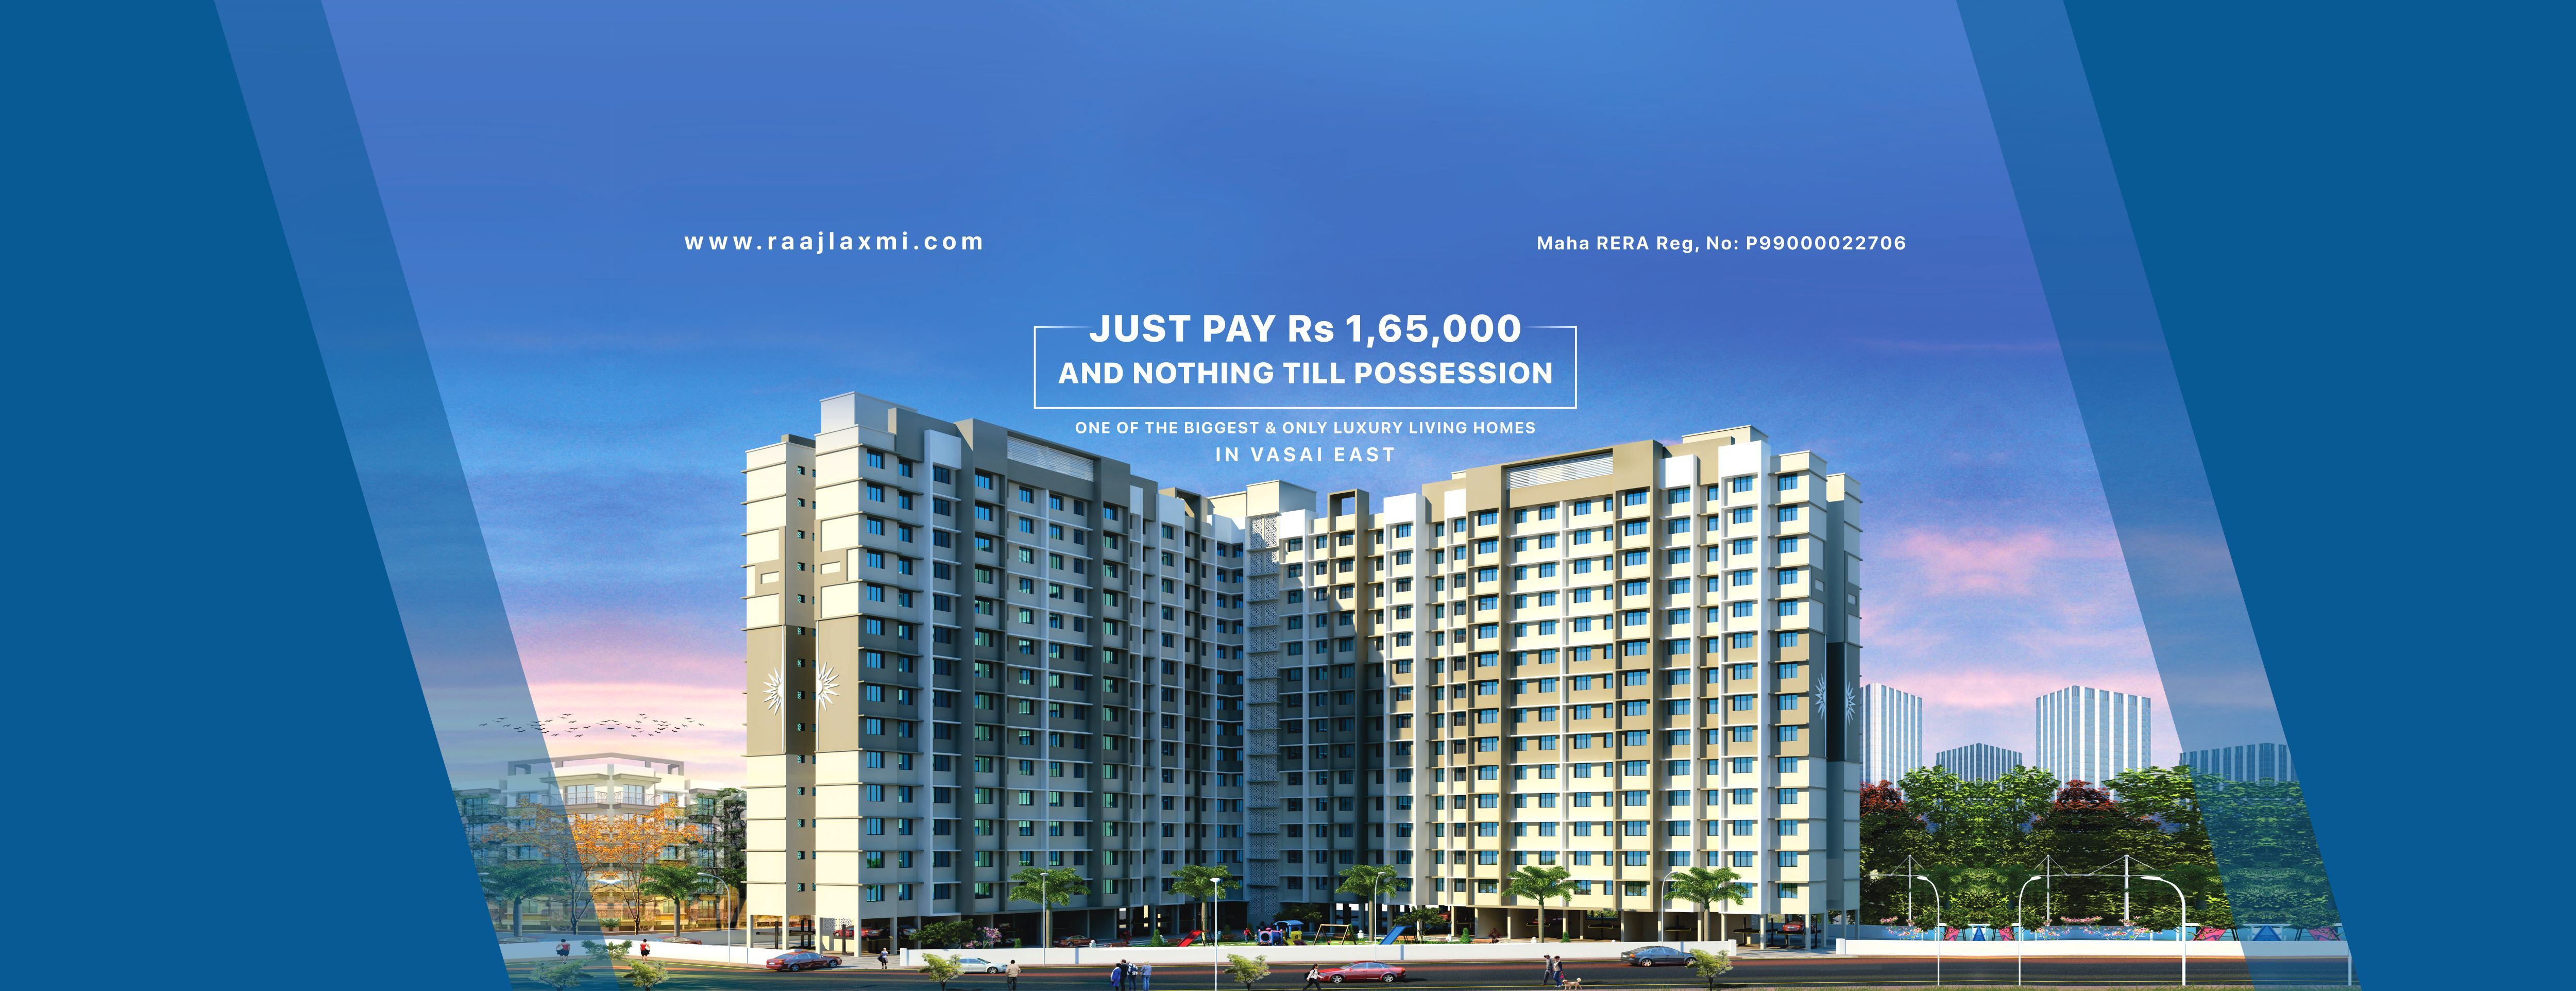 www.raajlaxmi.com
Maha RERA Reg, No: P99000022706
JUST PAY Rs 1,65,000
AND NOTHING TILL POSSESSION
ONE OF THE BIGGEST & ONLY LUXURY LIVING HOMES
IN VASAI EAST